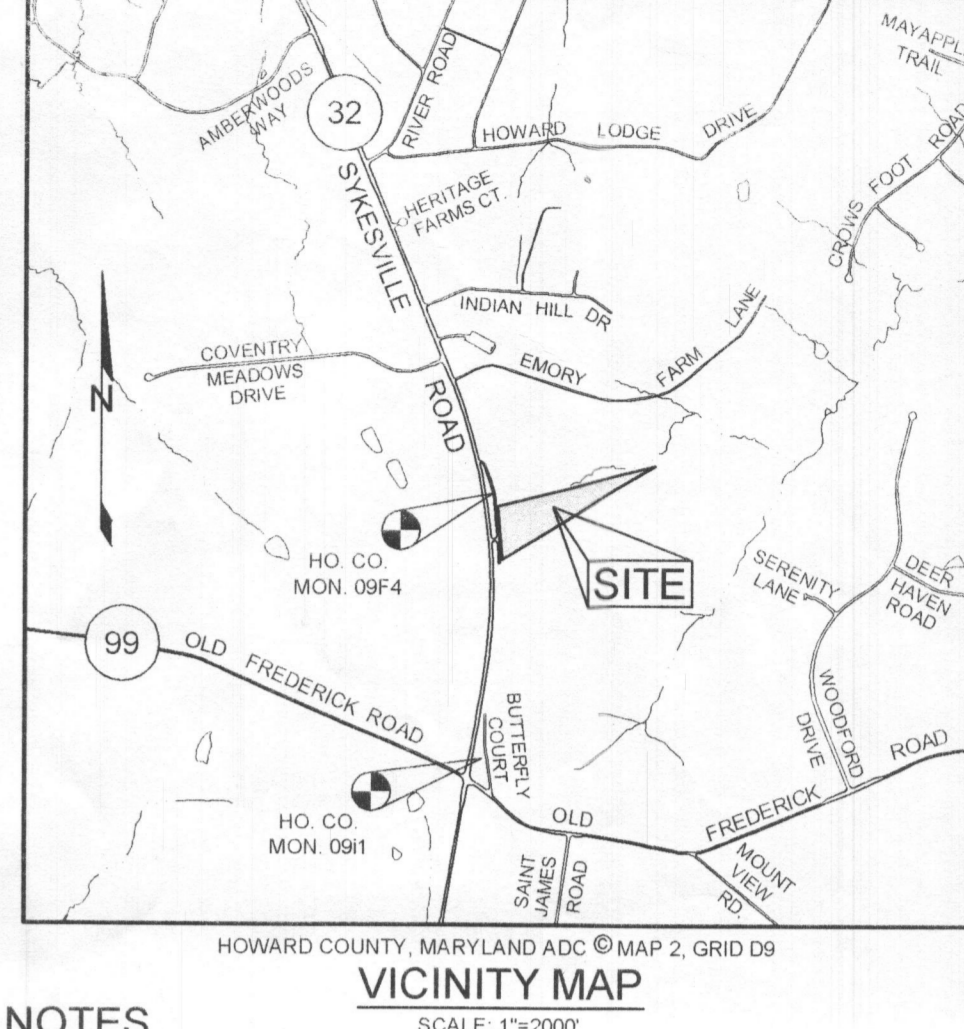 MAYAPPL
TRAIL
AMBERWOODS
WAY
32
RIVER ROAD
HOWARD LODGE DRIVE
CROWS FOOT ROAD
HERITAGE
FARMS CT.
SYKESVILLE ROAD
INDIAN HILL DR
COVENTRY
MEADOWS
DRIVE
EMORY FARM LANE
N
HO. CO.
MON. 09F4
SITE
SERENITY
LANE
DEER
HAVEN
ROAD
99
OLD FREDERICK ROAD
BUTTERFLY
COURT
WOODFORD
DRIVE
HO. CO.
MON. 09i1
OLD FREDERICK ROAD
SAINT
JAMES
ROAD
MOUNT
VIEW
RD.
HOWARD COUNTY, MARYLAND ADC © MAP 2, GRID D9
VICINITY MAP
SCALE: 1"=2000'
NOTES